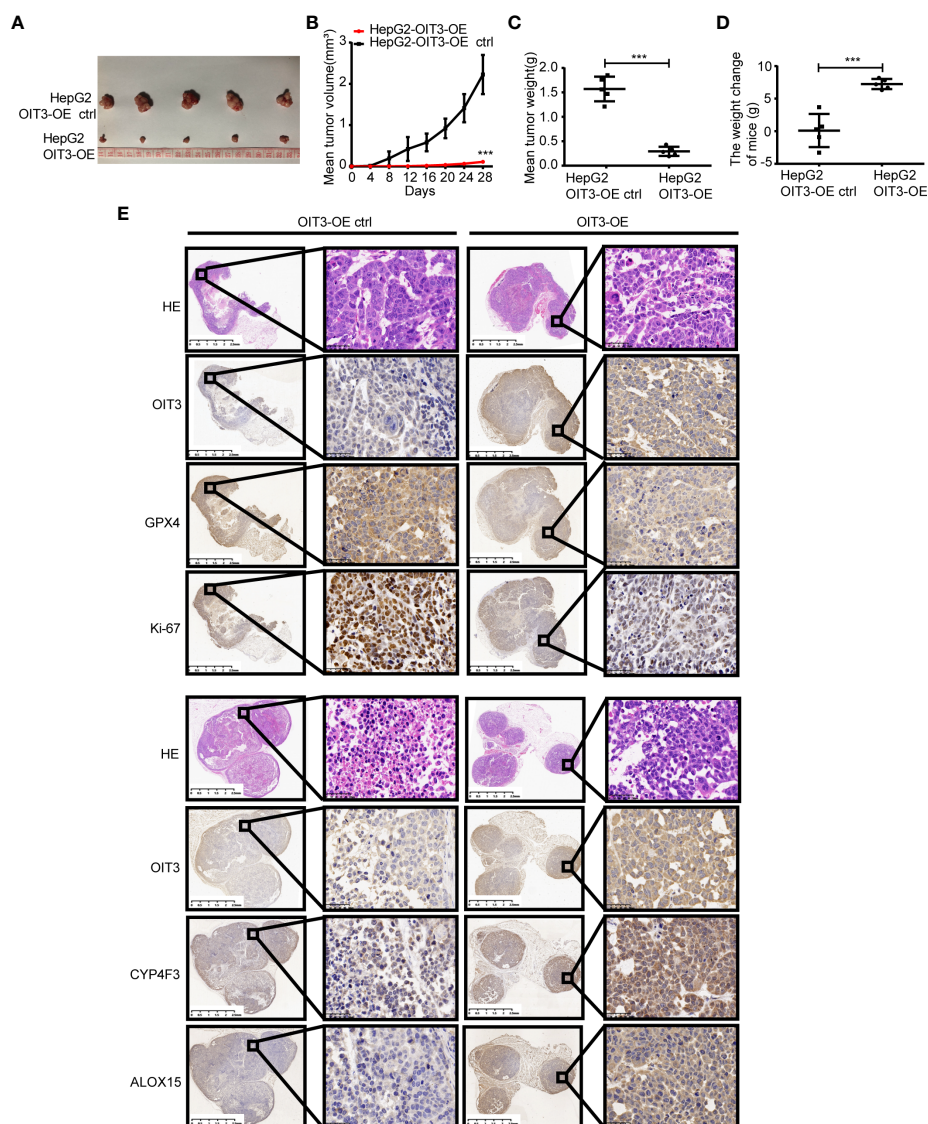 A
HepG2
OIT3-OE ctrl
HepG2
OIT3-OE
B
HepG2-OIT3-OE
HepG2-OIT3-OE ctrl
Mean tumor volume(mm³)
3
2
1
0
***
0 4 8 12 16 20 24 28
Days
C
Mean tumor weight(g)
2.0
1.5
1.0
0.5
0.0
***
HepG2
OIT3-OE ctrl
HepG2
OIT3-OE
D
The weight change
of mice (g)
10
5
0
-5
***
HepG2
OIT3-OE ctrl
HepG2
OIT3-OE
E
OIT3-OE ctrl
OIT3-OE
HE
OIT3
GPX4
Ki-67
HE
OIT3
CYP4F3
ALOX15